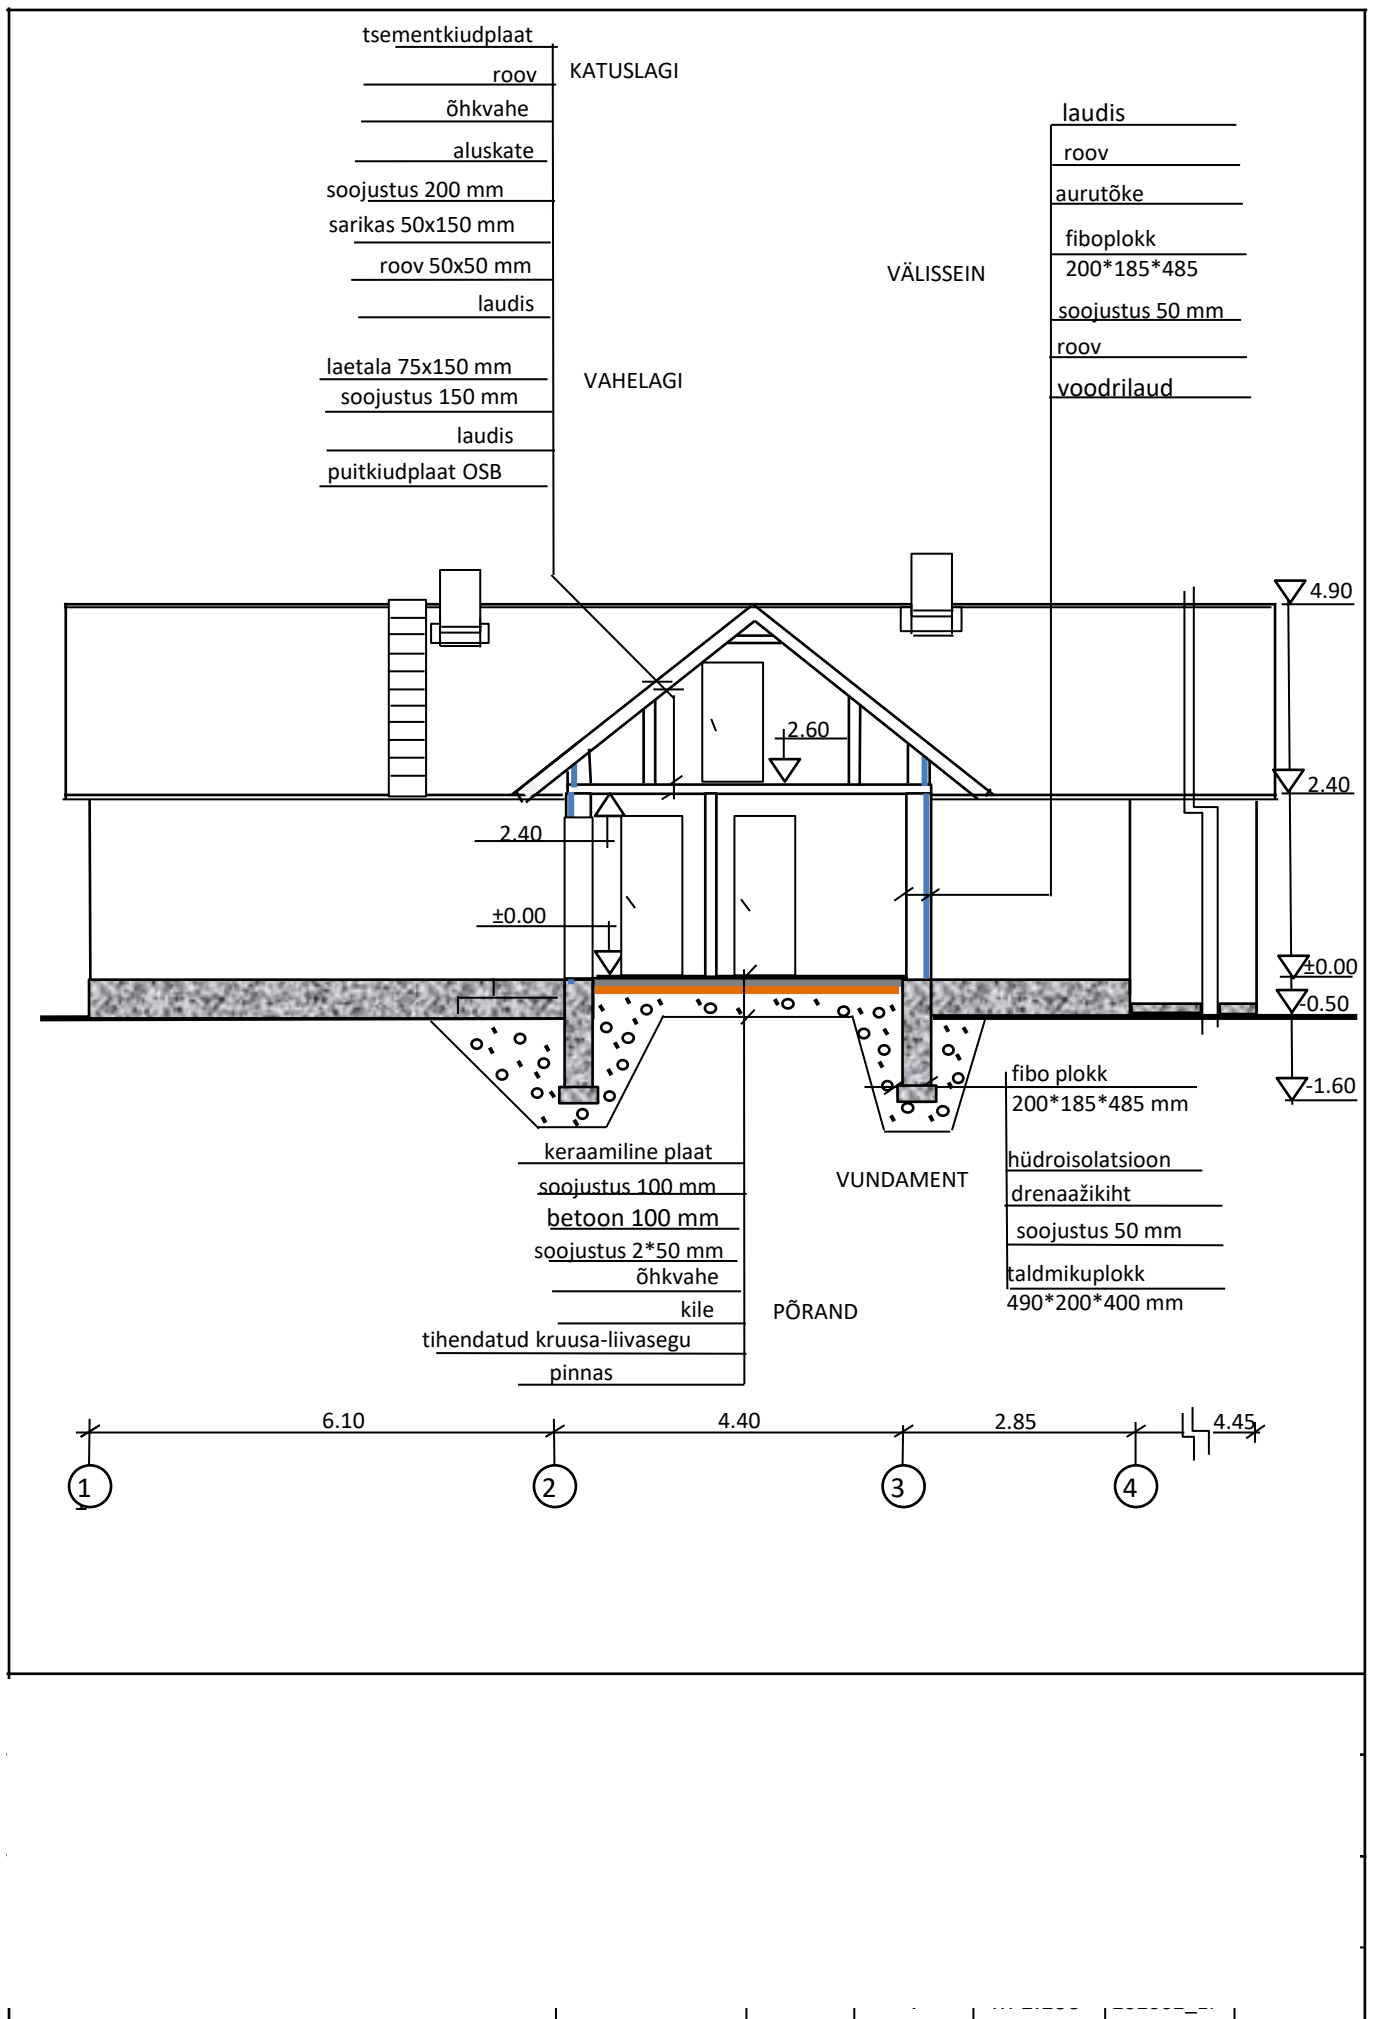 tsementkiudplaat
roov
KATUSLAGI
õhkvahe
aluskate
soojustus 200 mm
sarikas 50x150 mm
roov 50x50 mm
laudis
laetala 75x150 mm
VAHELAGI
soojustus 150 mm
laudis
puitkiudplaat OSB
laudis
roov
aurutõke
fiboplokk
200*185*485
VÄLISSEIN
soojustus 50 mm
roov
voodrilaud
4.90
2.60
2.40
2.40
±0.00
±0.00
-0.50
-1.60
fibo plokk
200*185*485 mm
VUNDAMENT
hüdroisolatsioon
drenaažikiht
soojustus 50 mm
taldmikuplokk
490*200*400 mm
keraamiline plaat
soojustus 100 mm
betoon 100 mm
soojustus 2*50 mm
õhkvahe
kile
PÕRAND
tihendatud kruusa-liivasegu
pinnas
6.10
4.40
2.85
4.45
1
2
3
4